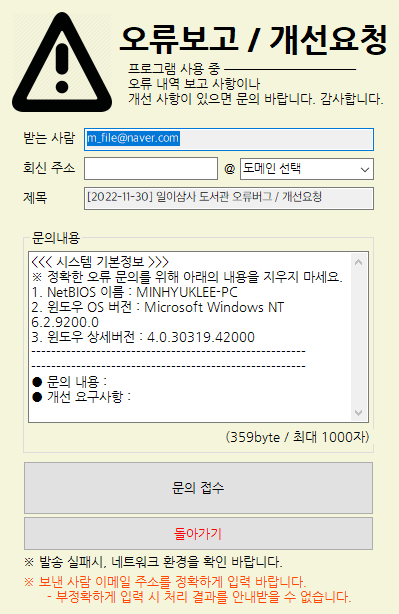 오류보고 / 개선요청
프로그램 사용 중 ――――――――――
오류 내역 보고 사항이나
개선 사항이 있으면 문의 바랍니다. 감사합니다.
받는 사람 m_file@naver.com
회신 주소 @ 도메인 선택
제목 [2022-11-30] 일이삼사 도서관 오류버그 / 개선요청
문의내용
<<< 시스템 기본정보 >>>
※ 정확한 오류 문의를 위해 아래의 내용을 지우지 마세요.
1. NetBIOS 이름 : MINHYUKLEE-PC
2. 윈도우 OS 버전 : Microsoft Windows NT
6.2.9200.0
3. 윈도우 상세버전 : 4.0.30319.42000
-------------------------------------------------------
-------------------------------------------------------
● 문의 내용 :
● 개선 요구사항 :
(359byte / 최대 1000자)
문의 접수
돌아가기
※ 발송 실패시, 네트워크 환경을 확인 바랍니다.
※ 보낸 사람 이메일 주소를 정확하게 입력 바랍니다.
- 부정확하게 입력 시 처리 결과를 안내받을 수 없습니다.